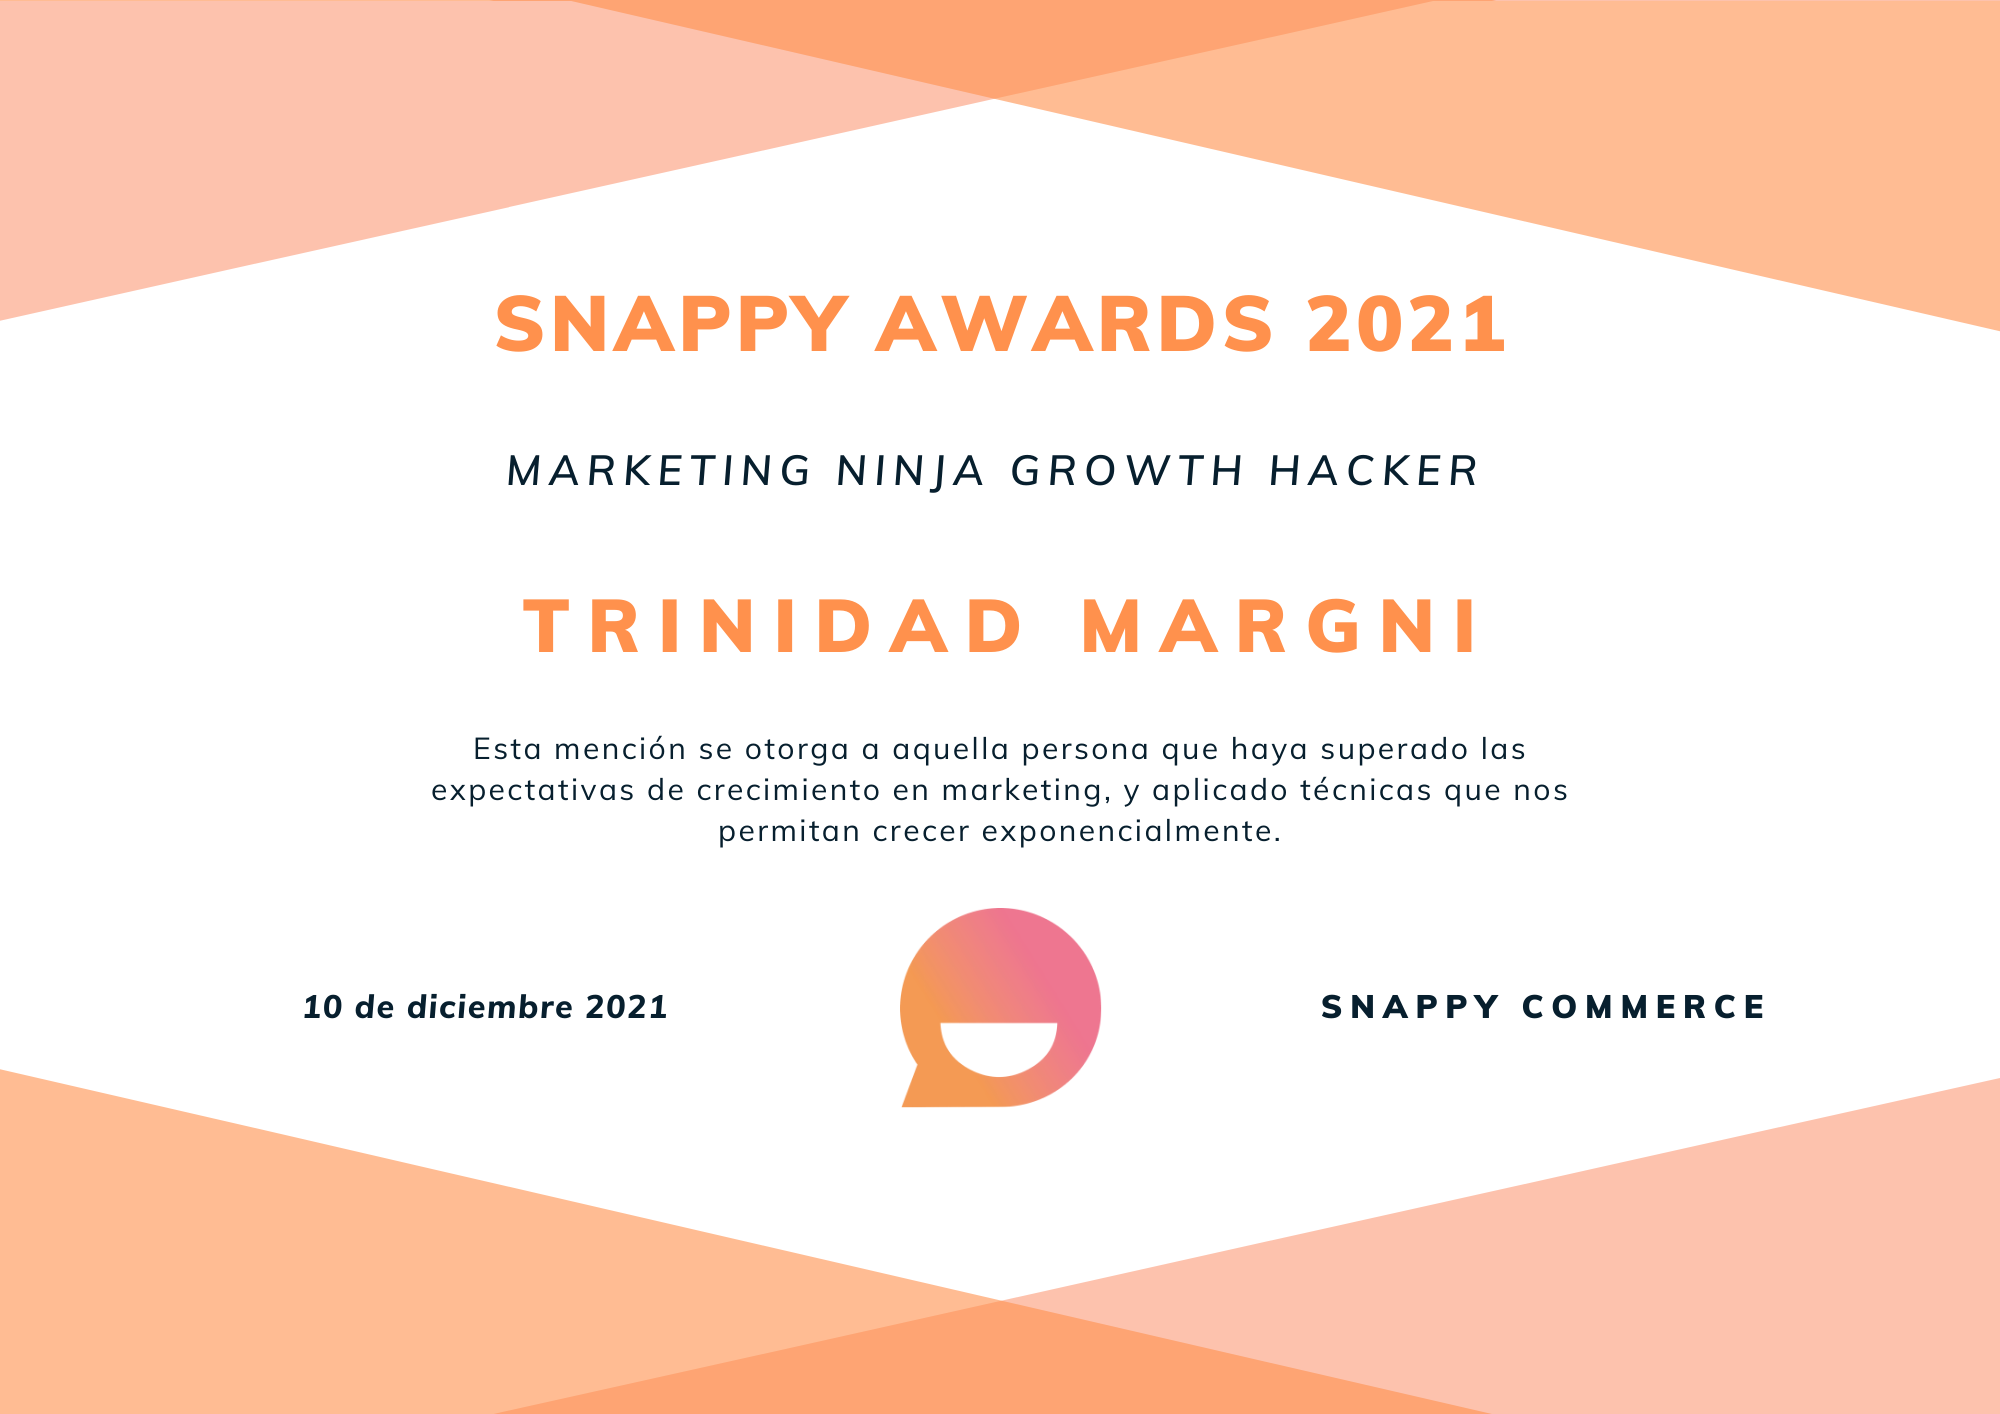 SNAPPY AWARDS 2021
MARKETING NINJA GROWTH HACKER
TRINIDAD MARGNI
Esta mención se otorga a aquella persona que haya superado las
expectativas de crecimiento en marketing, y aplicado técnicas que nos
permitan crecer exponencialmente.
10 de diciembre 2021
SNAPPY COMMERCE